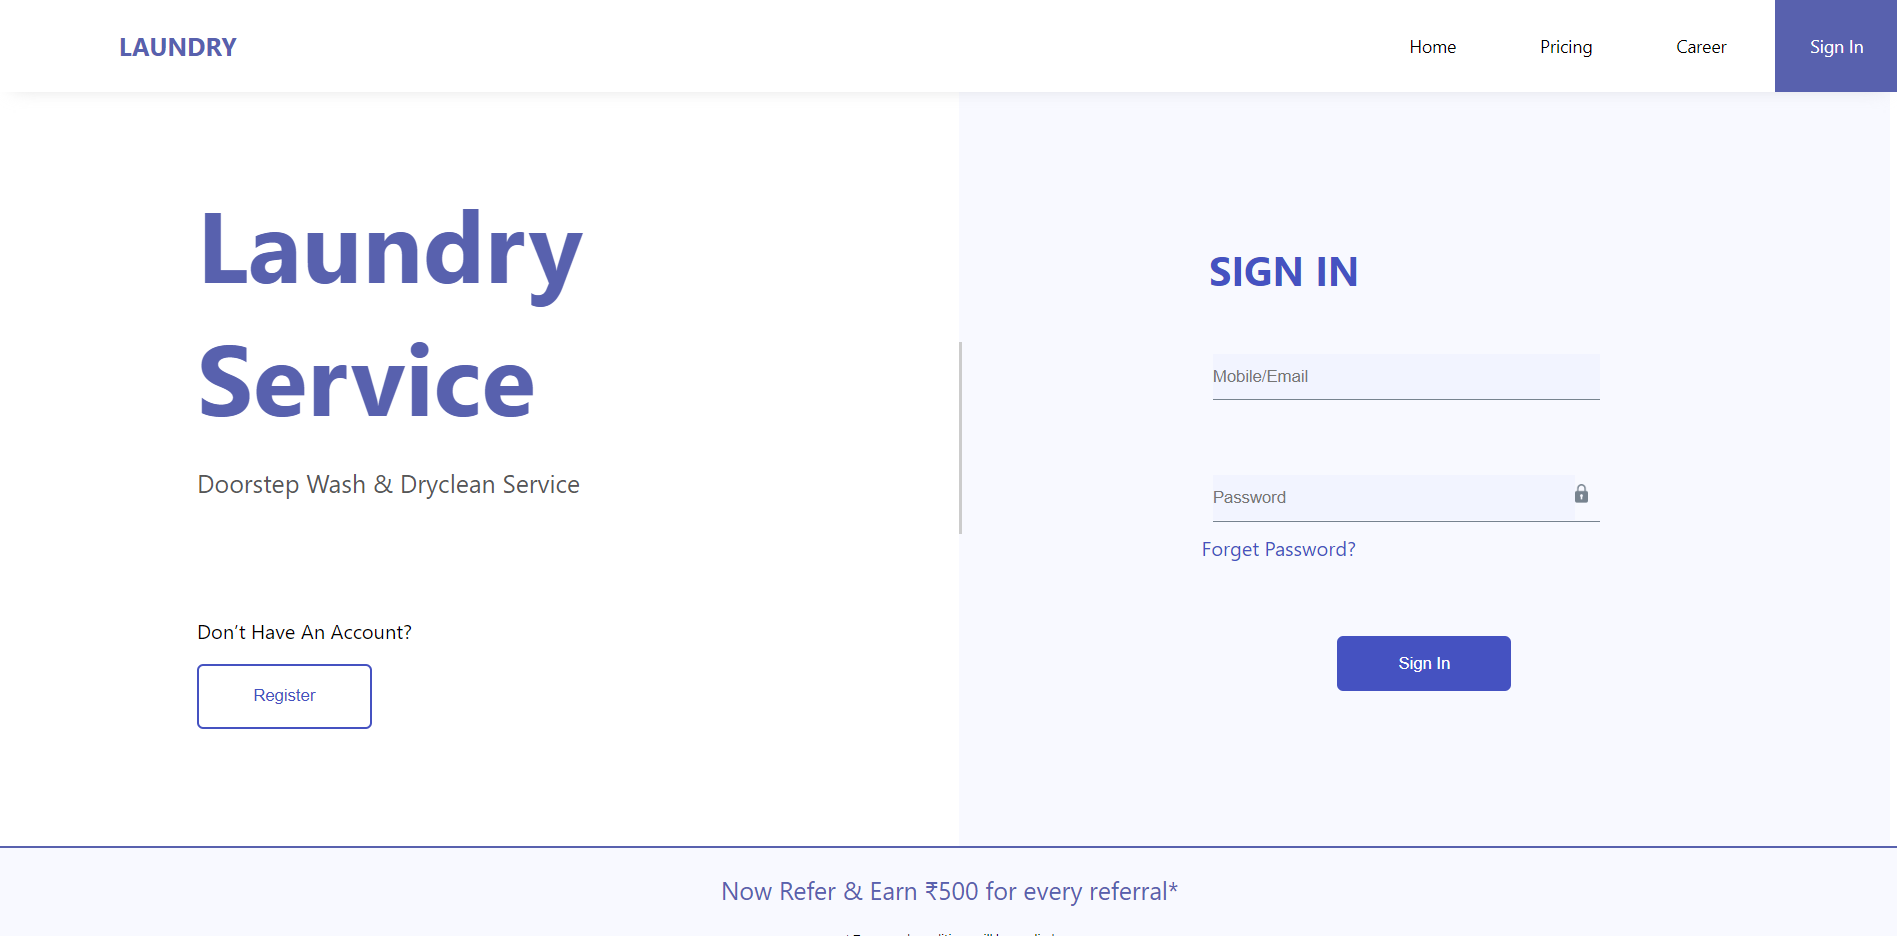 LAUNDRY
Home
Pricing
Career
Sign In
Laundry
Service
Doorstep Wash & Dryclean Service
Don’t Have An Account?
Register
SIGN IN
Mobile/Email
Password
Forget Password?
Sign In
Now Refer & Earn ₹500 for every referral*